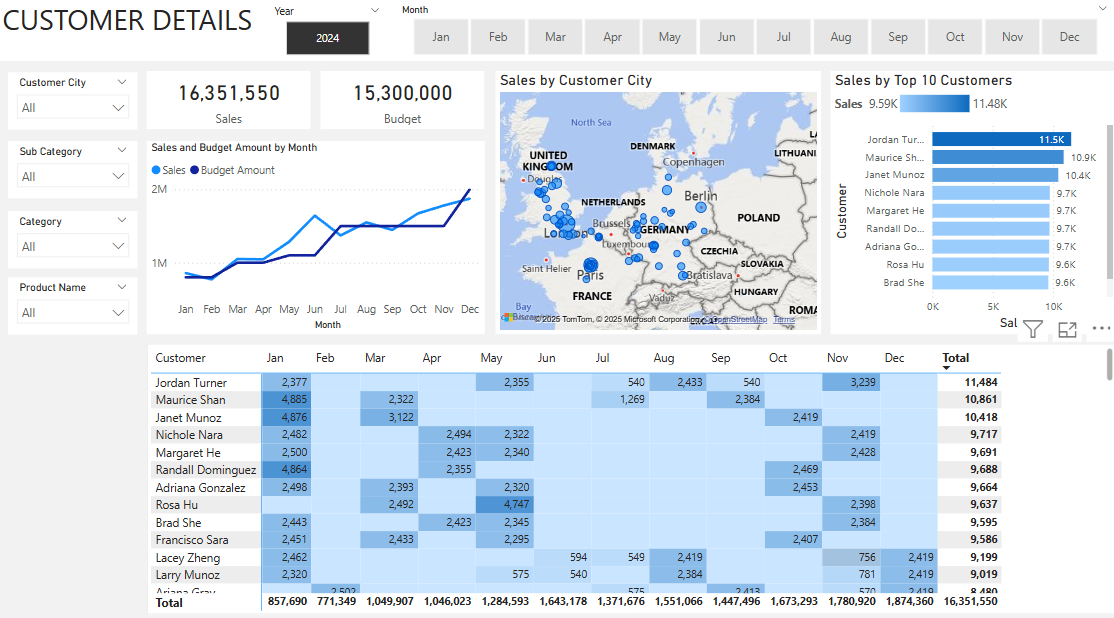 CUSTOMER DETAILS
Year
2024
Month
Jan Feb Mar Apr May Jun Jul Aug Sep Oct Nov Dec
Customer City
All
Sub Category
All
Category
All
Product Name
All
16,351,550
Sales
15,300,000
Budget
Sales and Budget Amount by Month
Sales Budget Amount
2M
1M
Jan Feb Mar Apr May Jun Jul Aug Sep Oct Nov Dec
Month
Sales by Customer City
North Sea
DENMARK
Copenhagen
LITHUANI
UNITED
KINGDOM
Douglas
Berlin
NETHERLANDS
POLAND
Brussels
GERMANY
Luxembourg
CZECHIA
SLOVAKIA
Saint Helier
Paris
Bratislava
HUNGARY
Vaduz
FRANCE
ROMA
Bay
© 2025 TomTom, © 2025 Microsoft Corporation, © OpenStreetMap Terms
Sales by Top 10 Customers
Sales 9.59K 11.48K
Customer
Jordan Tur... 11.5K
Maurice Sh... 10.9K
Janet Munoz 10.4K
Nichole Nara 9.7K
Margaret He 9.7K
Randall Do... 9.7K
Adriana Go... 9.7K
Rosa Hu 9.6K
Brad She 9.6K
0K 5K 10K
Sal
Customer Jan Feb Mar Apr May Jun Jul Aug Sep Oct Nov Dec Total
Jordan Turner 2,377 2,355 540 2,433 540 3,239 11,484
Maurice Shan 4,885 2,322 1,269 2,384 10,861
Janet Munoz 4,876 3,122 2,419 10,418
Nichole Nara 2,482 2,494 2,322 2,419 9,717
Margaret He 2,500 2,423 2,340 2,428 9,691
Randall Dominguez 4,864 2,355 2,469 9,688
Adriana Gonzalez 2,498 2,393 2,320 2,453 9,664
Rosa Hu 2,492 4,747 2,398 9,637
Brad She 2,443 2,423 2,345 2,384 9,595
Francisco Sara 2,451 2,433 2,295 2,407 9,586
Lacey Zheng 2,462 594 549 2,419 756 2,419 9,199
Larry Munoz 2,320 575 540 2,384 781 2,419 9,019
Ariana Gray 2,502 575 2,413 570 2,419 8,480
Total 857,690 771,349 1,049,907 1,046,023 1,284,593 1,643,178 1,371,676 1,551,066 1,447,496 1,673,293 1,780,920 1,874,360 16,351,550